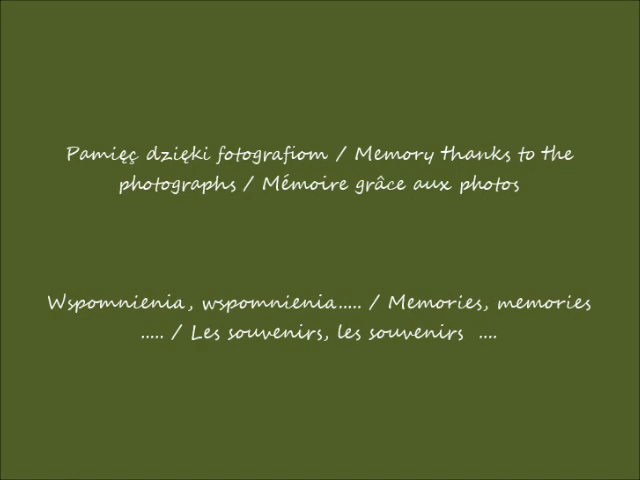 Pamięç dzięki fotografiom / Memory thanks to the
photographs / Mémoire grâce aux photos
Wspomnienia, wspomnienia..... / Memories, memories
..... / Les souvenirs, les souvenirs ....